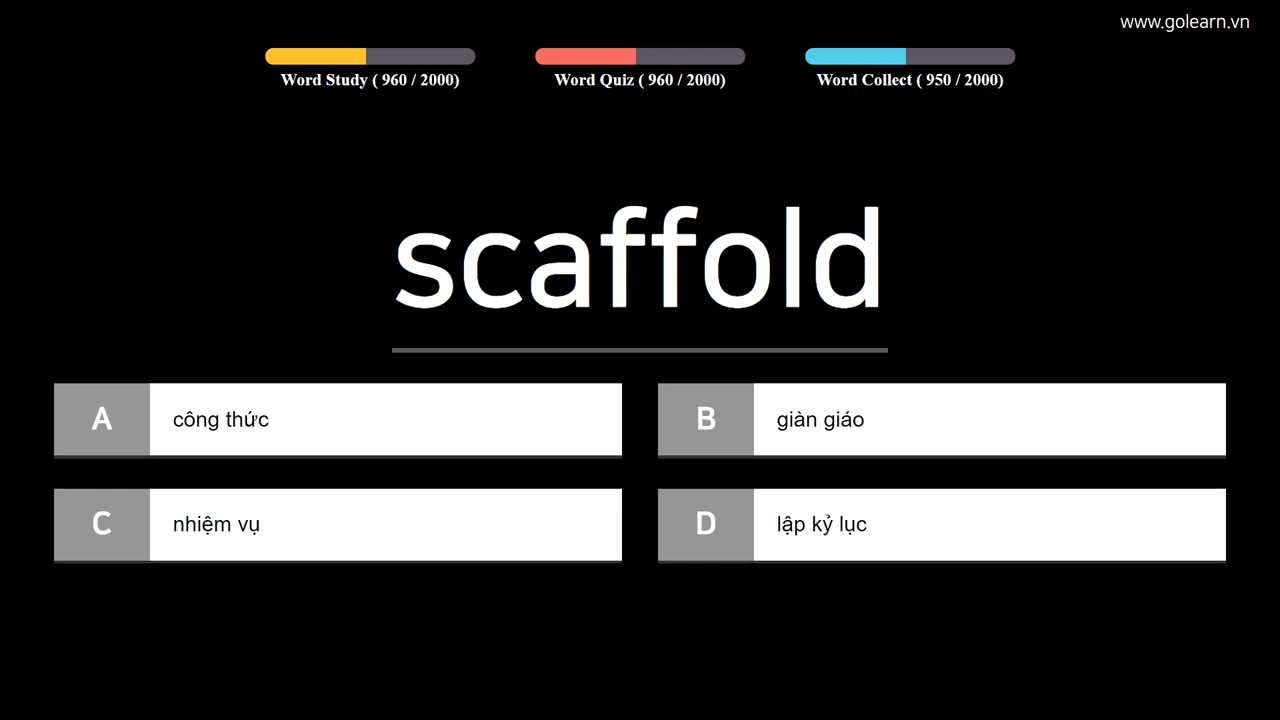 www.golearn.vn
Word Study ( 960 / 2000)
Word Quiz ( 960 / 2000)
Word Collect ( 950 / 2000)
scaffold
A công thức
B giàn giáo
C nhiệm vụ
D lập kỷ lục